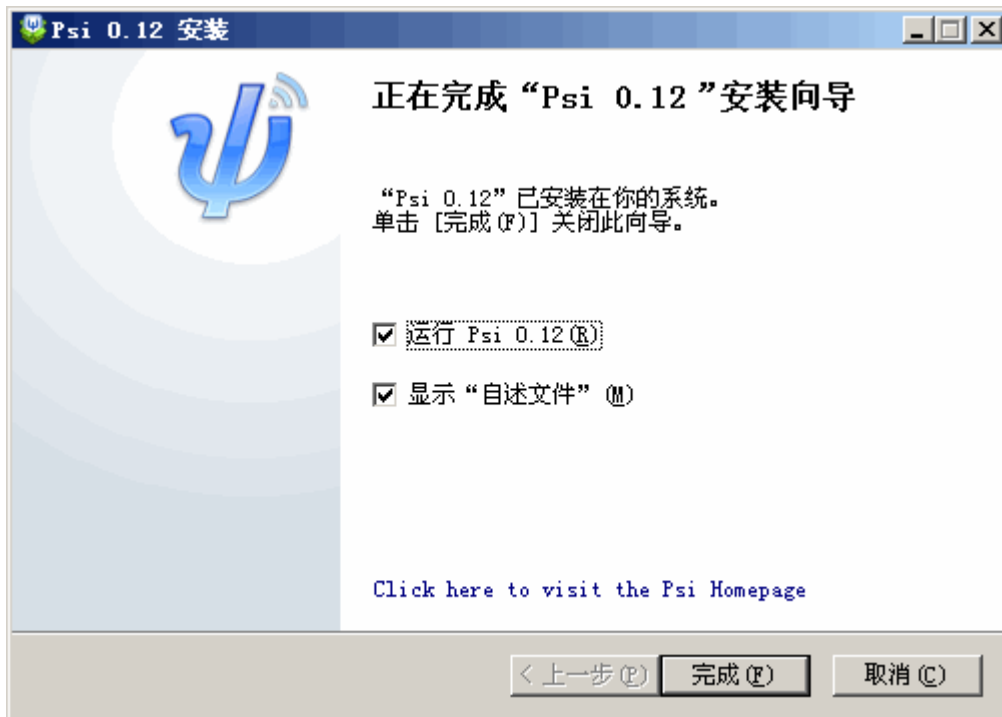 Psi 0.12 安装
正在完成“Psi 0.12”安装向导
“Psi 0.12”已安装在你的系统。
单击 [完成(F)] 关闭此向导。
运行 Psi 0.12(R)
显示“自述文件” (M)
Click here to visit the Psi Homepage
< 上一步(P) 完成(F) 取消(C)